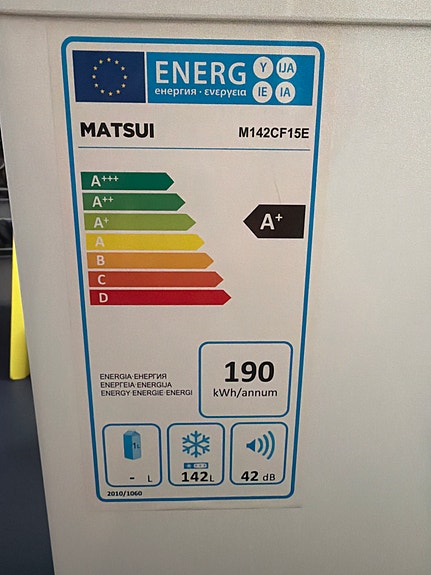 ENERG Y IJA
енергия · ενεργεια IE IA
MATSUI M142CF15E
A+++
A++
A+
A
B
C
D
A+
ENERGIA·ЕНЕРГИЯ
ΕΝΕΡΓΕΙΑ·ENERGIJA
ENERGY·ENERGIE·ENERGI
190
kWh/annum
1L
- L
142L
42 dB
2010/1060